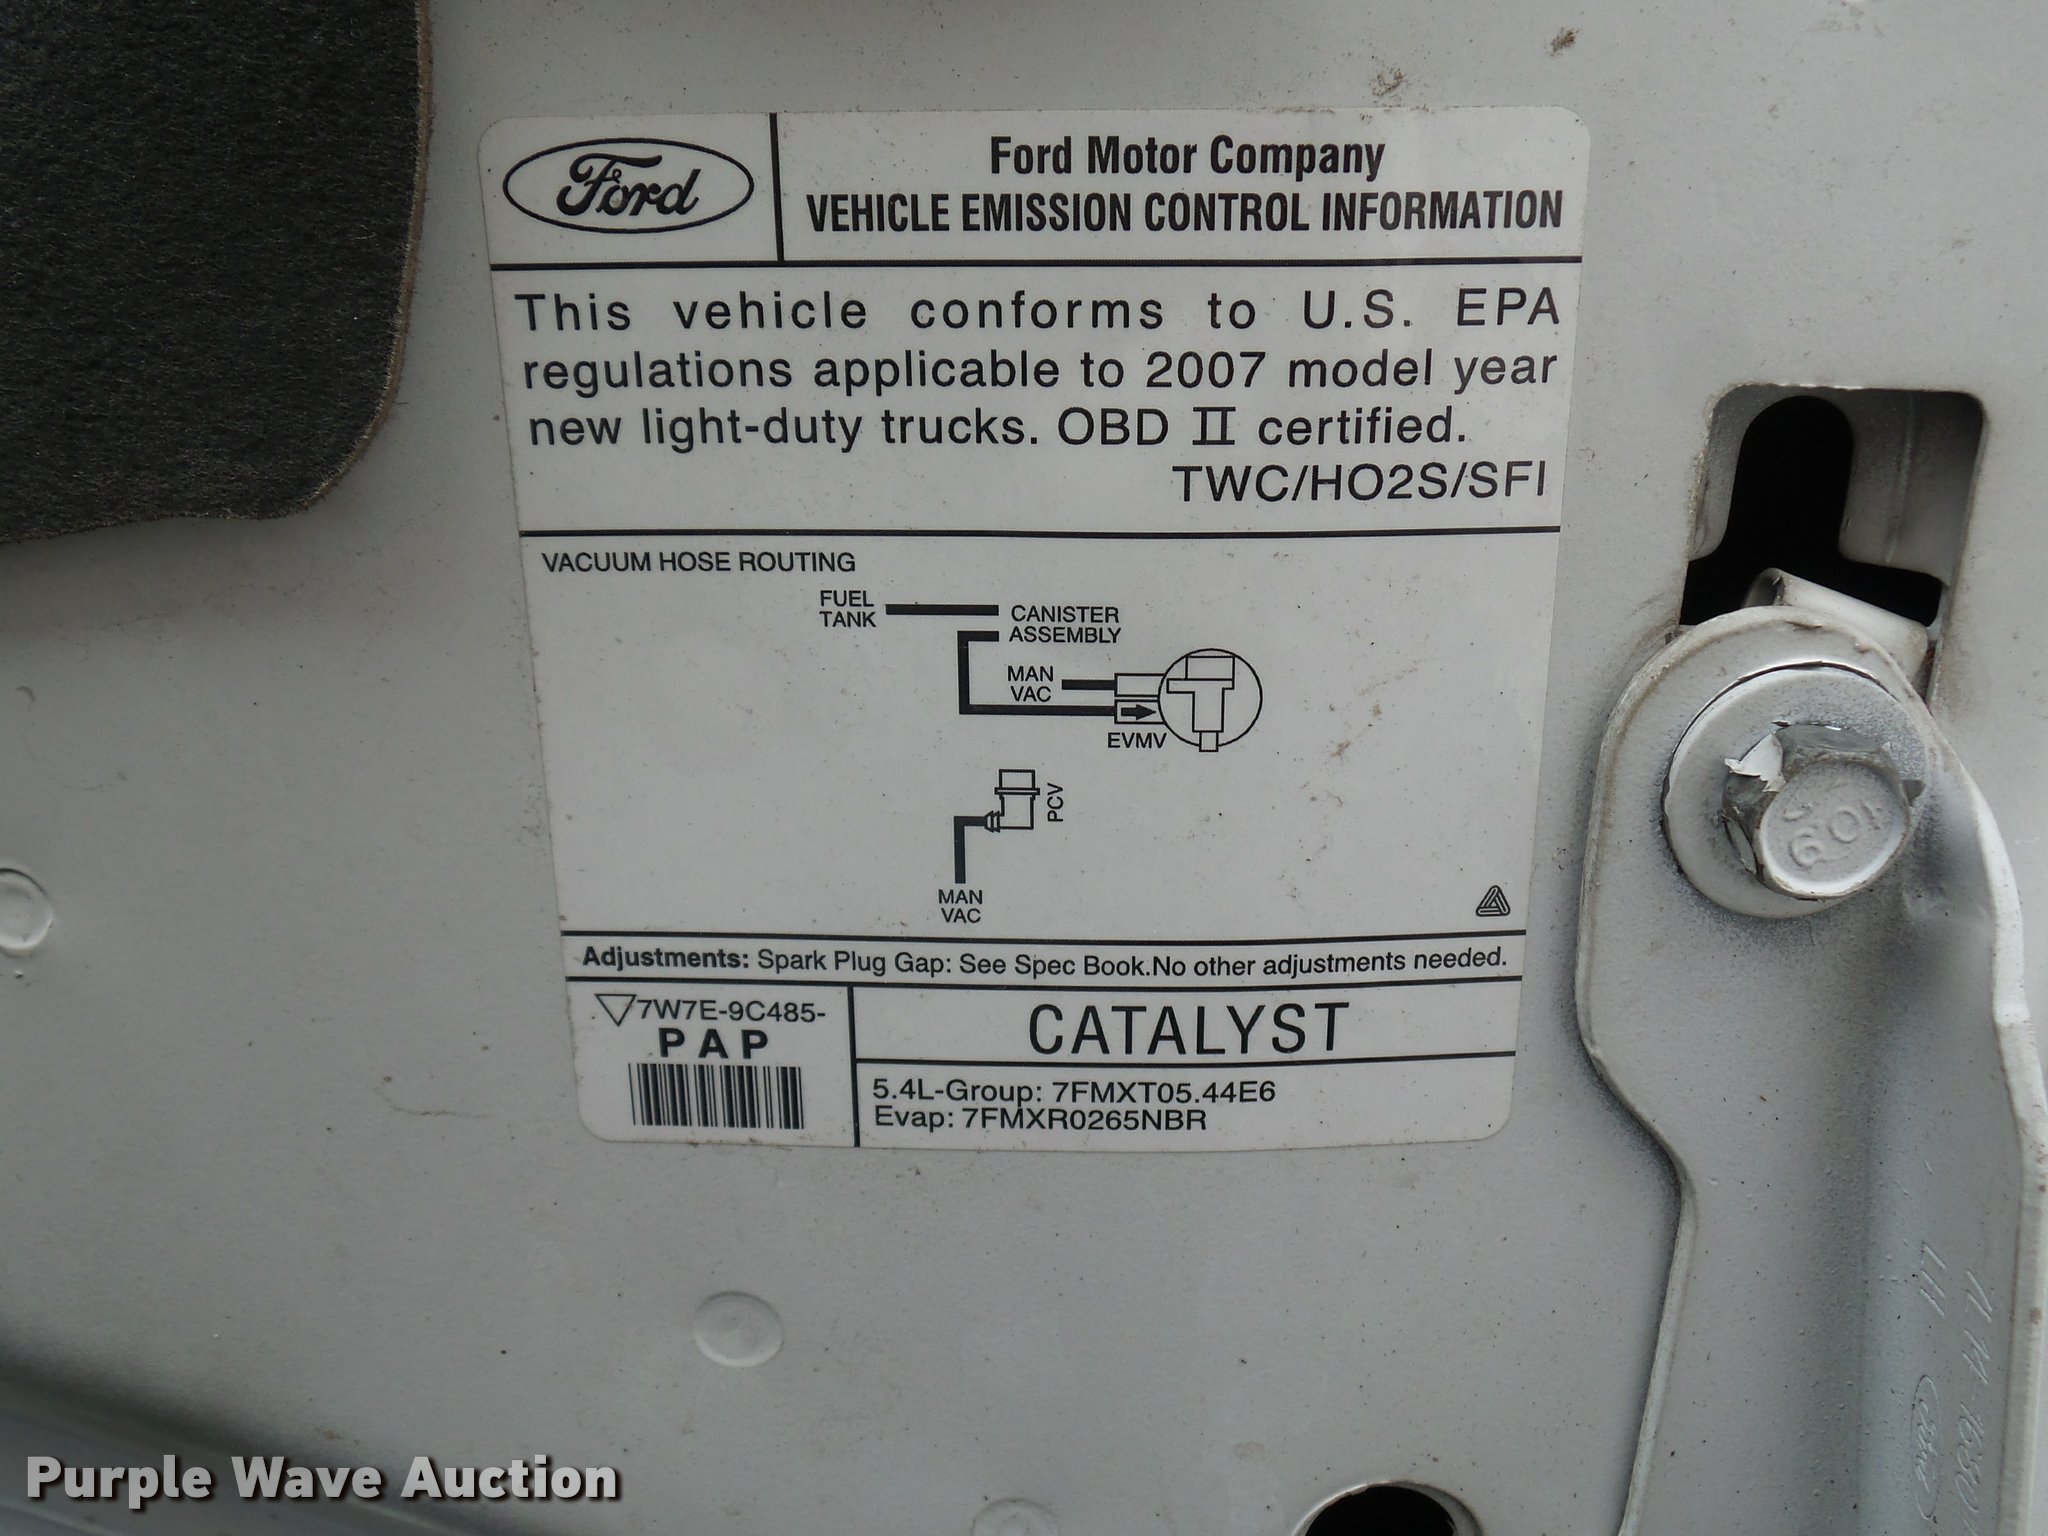 Ford
Ford Motor Company
VEHICLE EMISSION CONTROL INFORMATION
This vehicle conforms to U.S. EPA
regulations applicable to 2007 model year
new light-duty trucks. OBD II certified.
TWC/HO2S/SFI
VACUUM HOSE ROUTING
FUEL
TANK
CANISTER
ASSEMBLY
MAN
VAC
EVMV
PCV
MAN
VAC
Adjustments: Spark Plug Gap: See Spec Book.No other adjustments needed.
7W7E-9C485-
PAP
CATALYST
5.4L-Group: 7FMXT05.44E6
Evap: 7FMXR0265NBR
LH
Purple Wave Auction